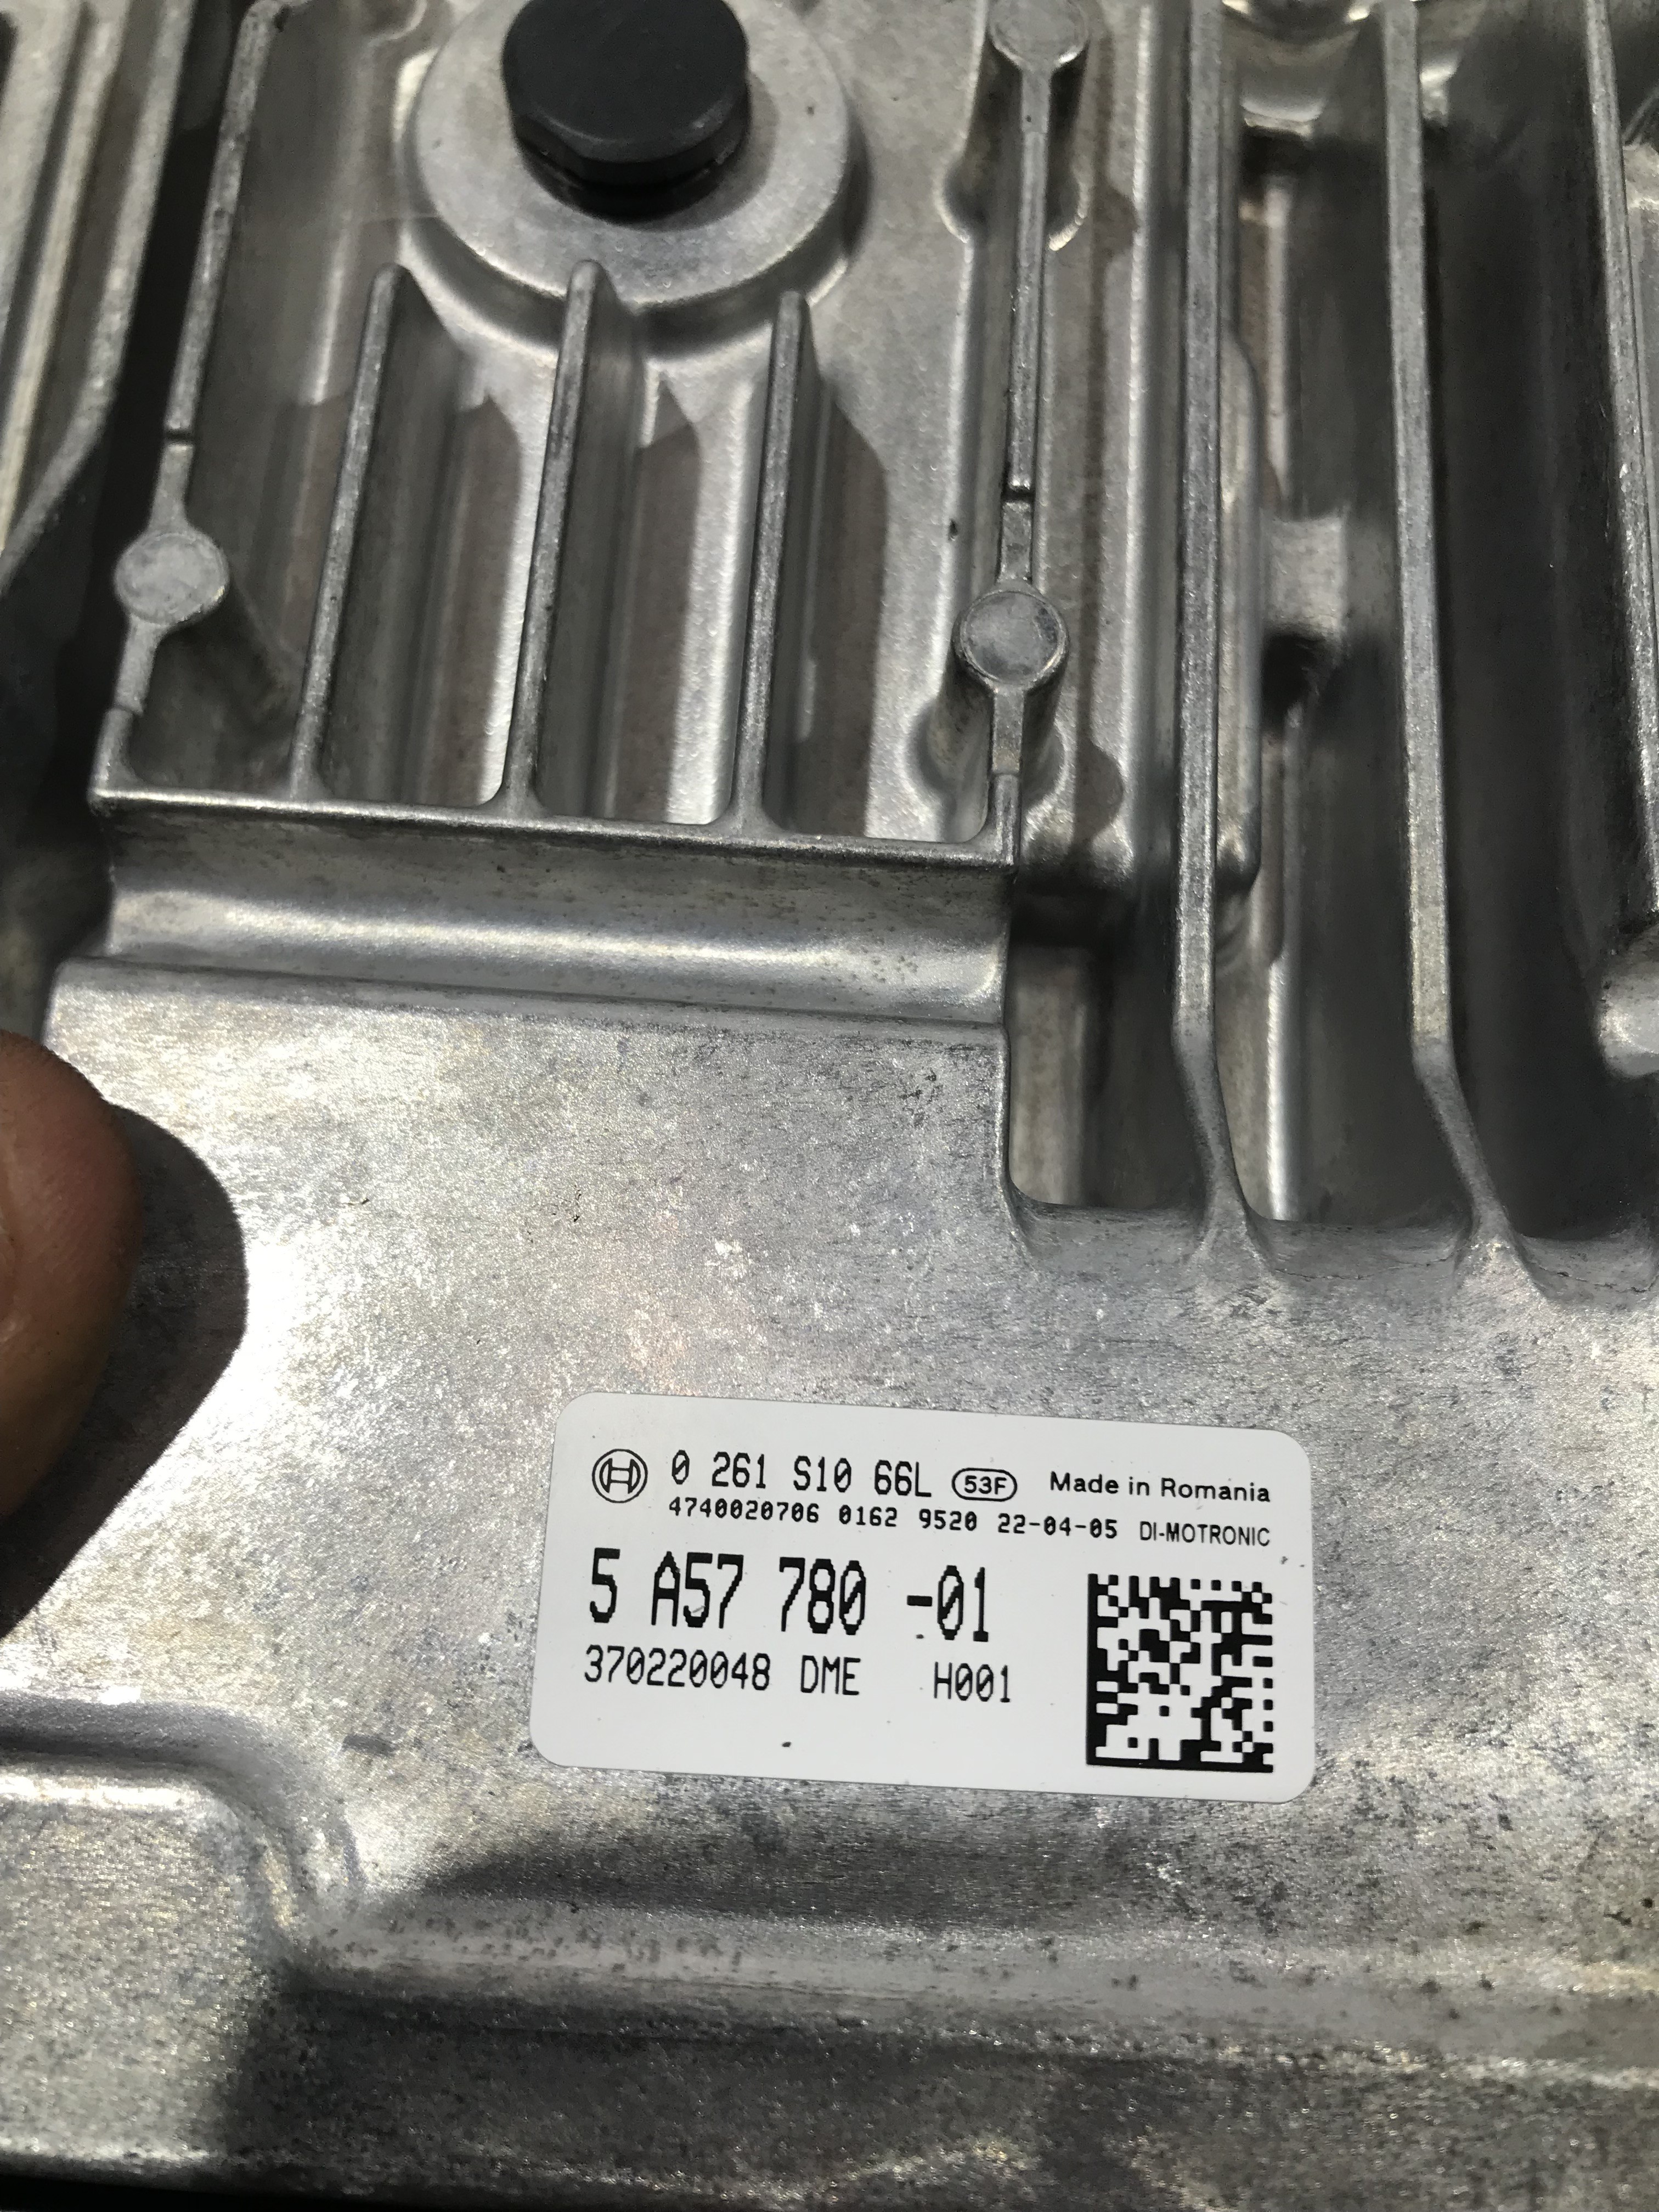 0 261 S10 66L 53F Made in Romania
4740020706 0162 9520 22-04-05 DI-MOTRONIC
5 A57 780 -01
370220048 DME H001